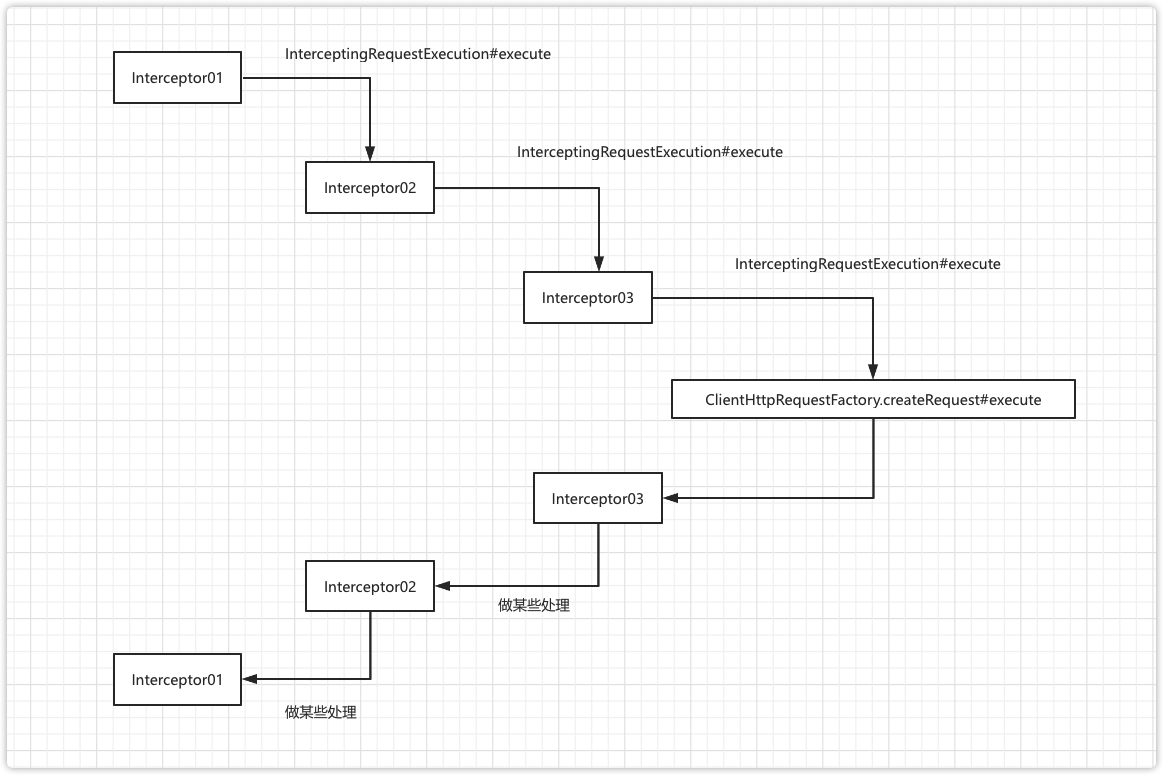 InterceptingRequestExecution#execute
Interceptor01
InterceptingRequestExecution#execute
Interceptor02
InterceptingRequestExecution#execute
Interceptor03
ClientHttpRequestFactory.createRequest#execute
Interceptor03
Interceptor02
做某些处理
Interceptor01
做某些处理